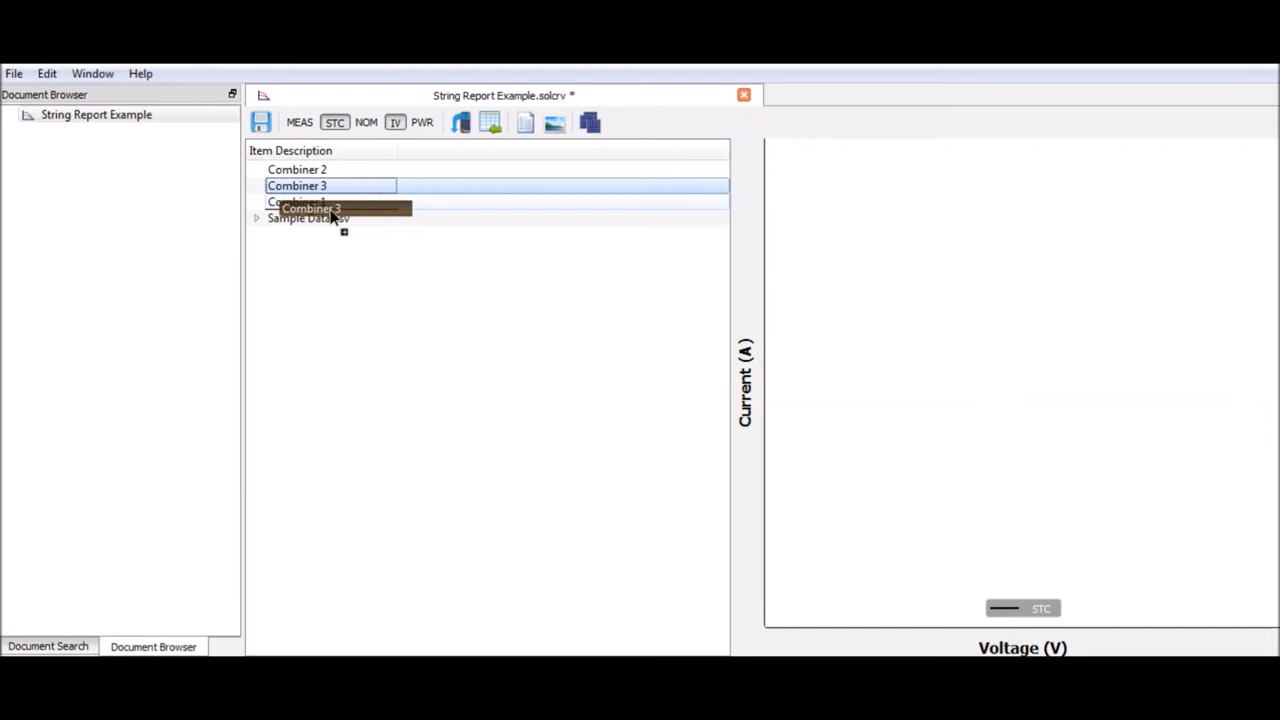 File Edit Window Help
Document Browser
String Report Example
String Report Example.solcrv *
MEAS STC NOM IV PWR
Item Description
Combiner 2
Combiner 3
Combiner 3
Current (A)
STC
Voltage (V)
Document Search Document Browser